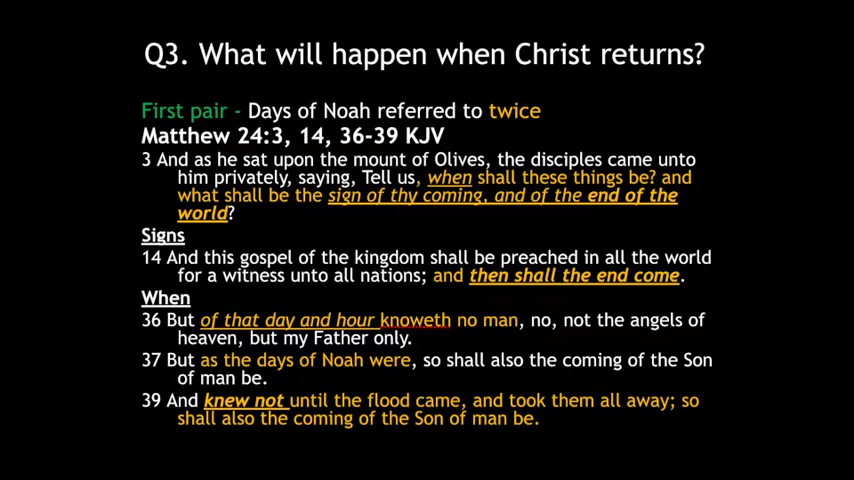 Q3. What will happen when Christ returns?
First pair - Days of Noah referred to twice
Matthew 24:3, 14, 36-39 KJV
3 And as he sat upon the mount of Olives, the disciples came unto
him privately, saying, Tell us, when shall these things be? and
what shall be the sign of thy coming, and of the end of the
world?
Signs
14 And this gospel of the kingdom shall be preached in all the world
for a witness unto all nations; and then shall the end come.
When
36 But of that day and hour knoweth no man, no, not the angels of
heaven, but my Father only.
37 But as the days of Noah were, so shall also the coming of the Son
of man be.
39 And knew not until the flood came, and took them all away; so
shall also the coming of the Son of man be.